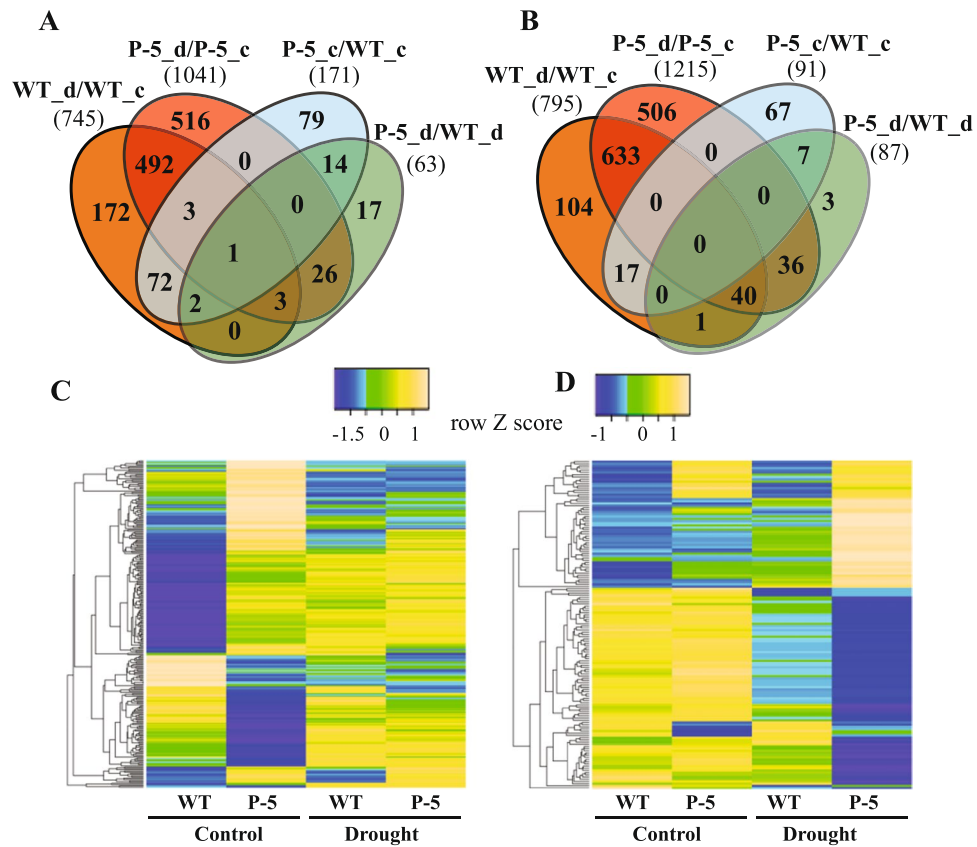 A
P-5_d/P-5_c
(1041)
P-5_c/WT_c
(171)
WT_d/WT_c
(745)
P-5_d/WT_d
(63)
516
79
492
0
14
172
3
0
17
1
72
26
2
3
0
B
P-5_d/P-5_c
(1215)
P-5_c/WT_c
(91)
WT_d/WT_c
(795)
P-5_d/WT_d
(87)
506
67
633
0
7
104
0
0
3
0
17
36
0
40
1
C
-1.5 0 1
row Z score
D
-1 0 1
WT P-5 WT P-5
Control Drought
WT P-5 WT P-5
Control Drought